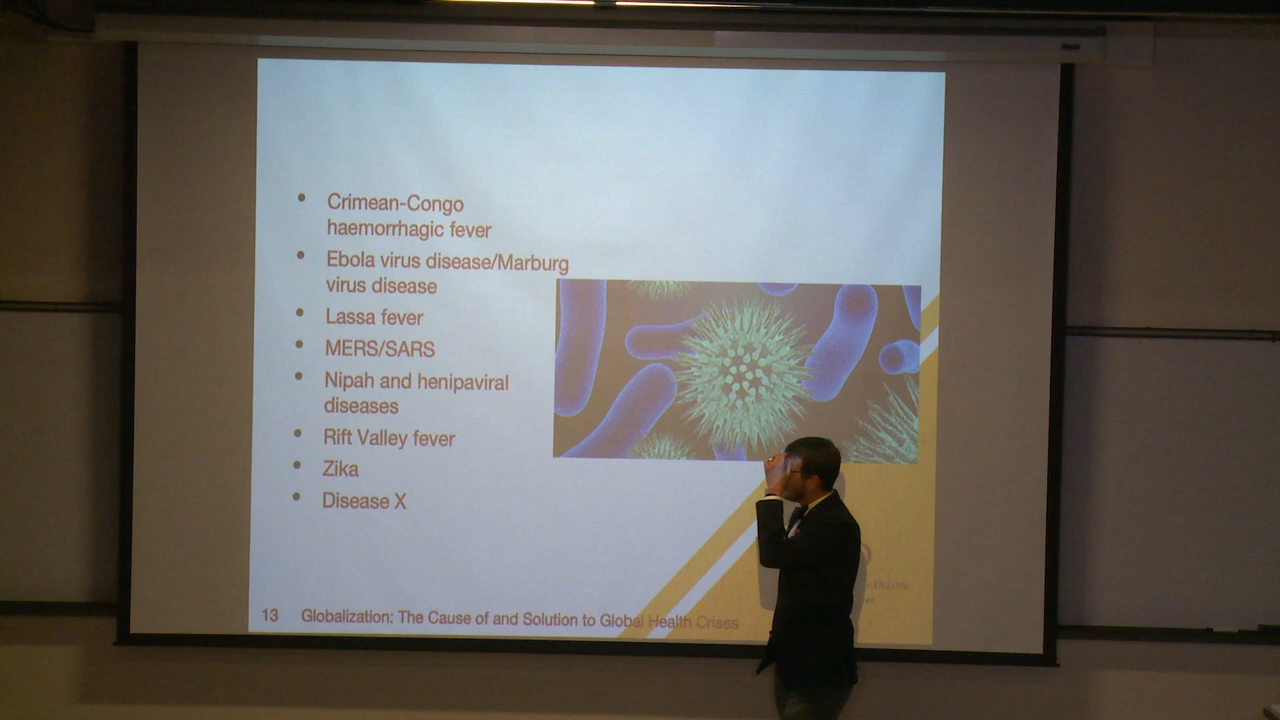 • Crimean-Congo
haemorrhagic fever
• Ebola virus disease/Marburg
virus disease
• Lassa fever
• MERS/SARS
• Nipah and henipaviral
diseases
• Rift Valley fever
• Zika
• Disease X
13 Globalization: The Cause of and Solution to Global Health Crises